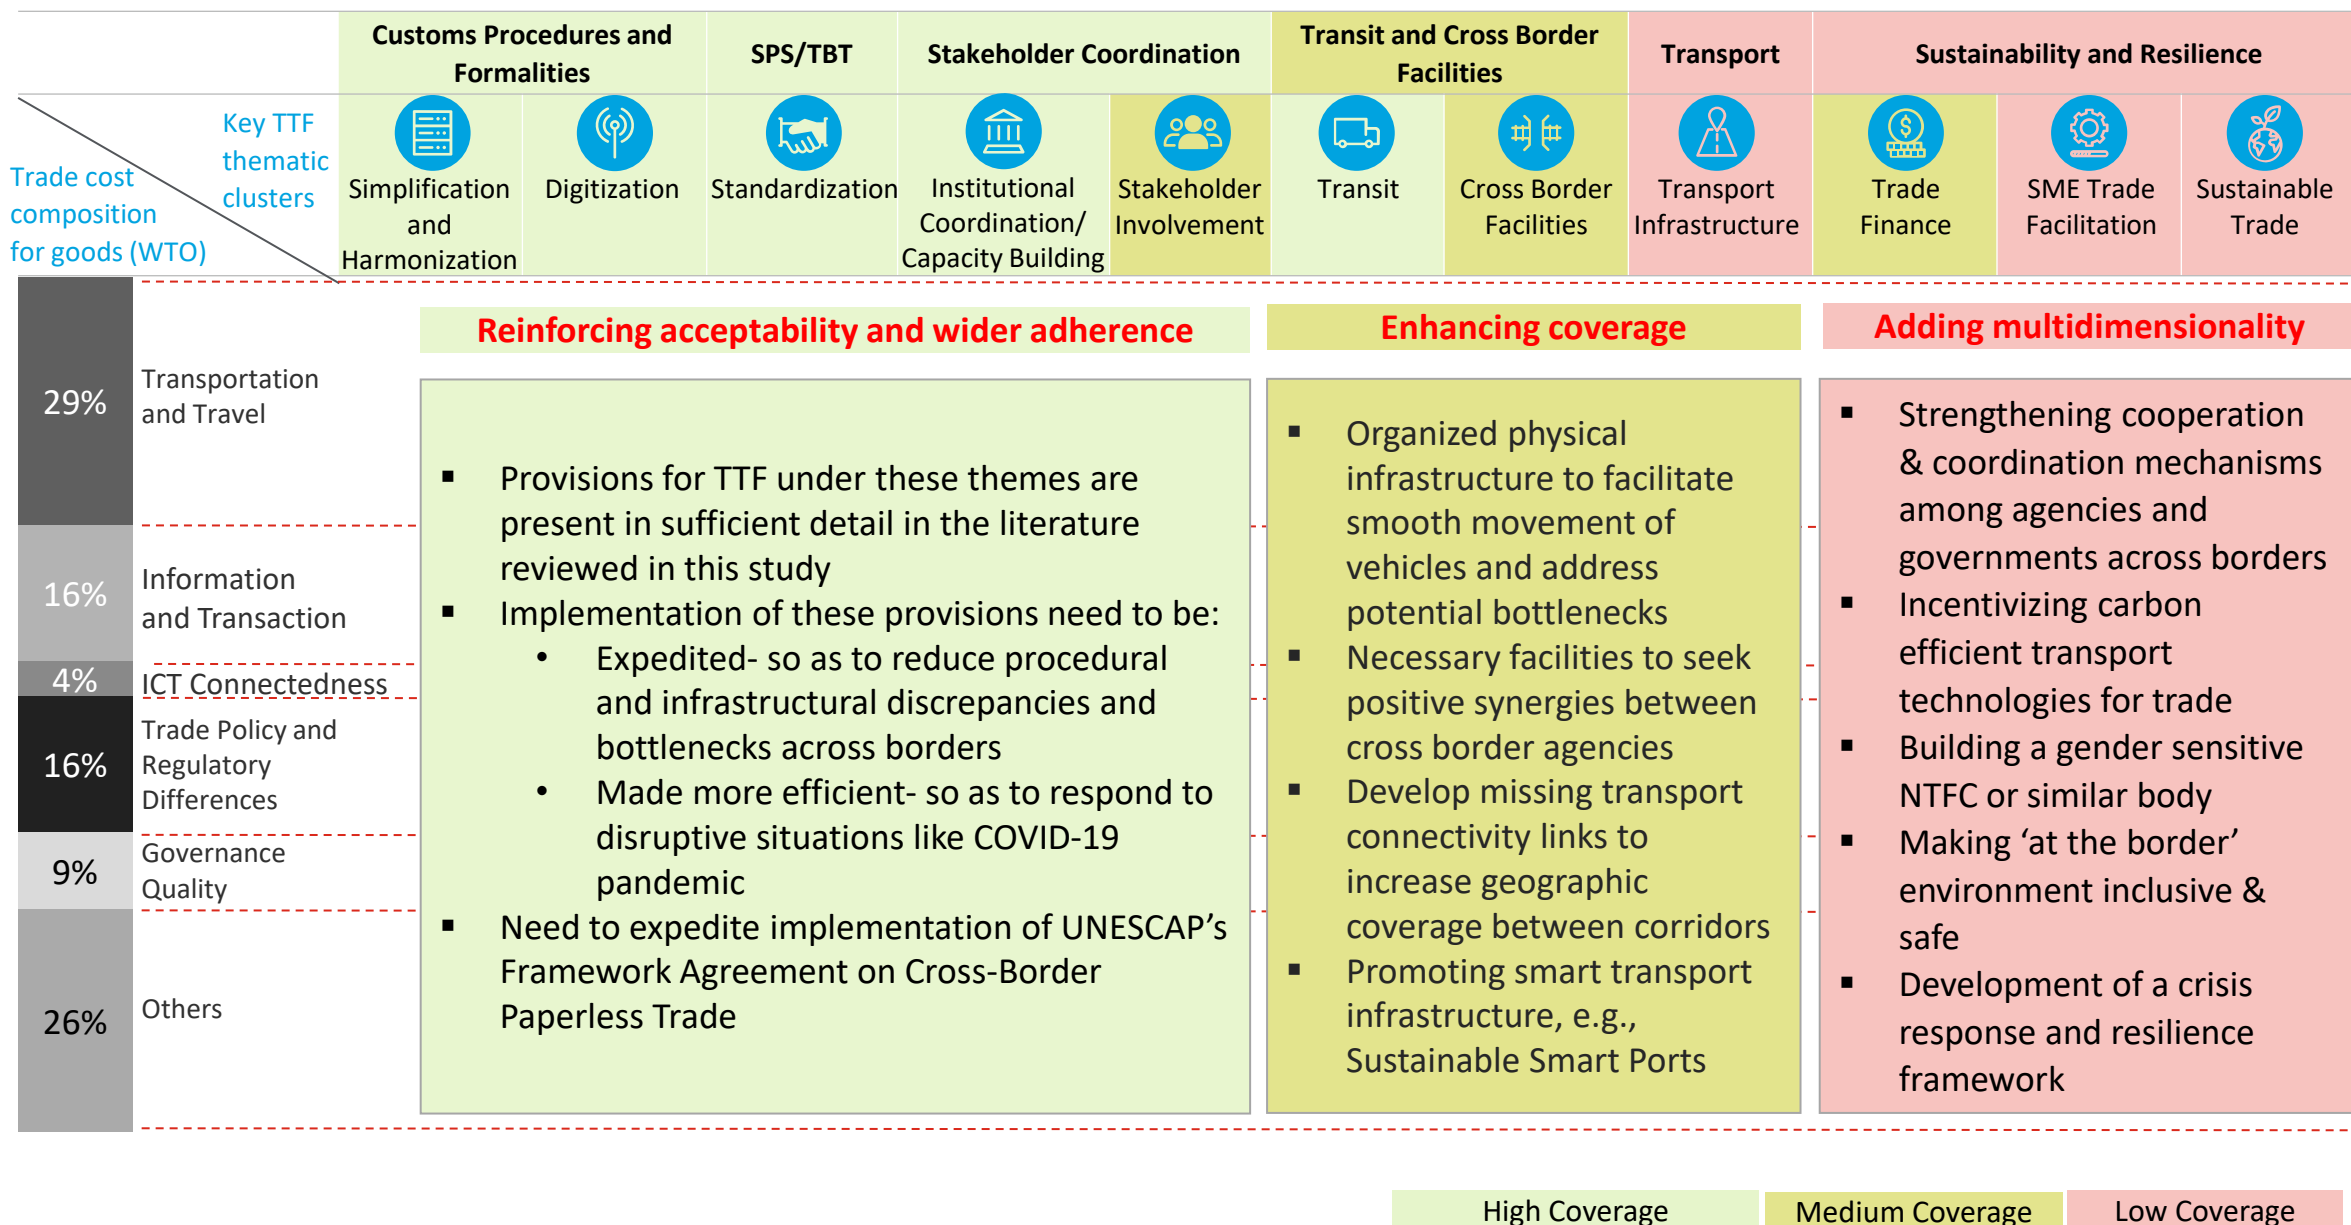 Customs Procedures and
Formalities
SPS/TBT
Stakeholder Coordination
Transit and Cross Border
Facilities
Transport
Sustainability and Resilience
Key TTF
thematic
clusters
Trade cost
composition
for goods (WTO)
Simplification
and
Harmonization
Digitization
Standardization
Institutional
Coordination/
Capacity Building
Stakeholder
Involvement
Transit
Cross Border
Facilities
Transport
Infrastructure
Trade
Finance
SME Trade
Facilitation
Sustainable
Trade
29%
Transportation
and Travel
16%
Information
and Transaction
4%
ICT Connectedness
16%
Trade Policy and
Regulatory
Differences
9%
Governance
Quality
26%
Others
Reinforcing acceptability and wider adherence
▪ Provisions for TTF under these themes are
present in sufficient detail in the literature
reviewed in this study
▪ Implementation of these provisions need to be:
• Expedited- so as to reduce procedural
and infrastructural discrepancies and
bottlenecks across borders
• Made more efficient- so as to respond to
disruptive situations like COVID-19
pandemic
▪ Need to expedite implementation of UNESCAP’s
Framework Agreement on Cross-Border
Paperless Trade
Enhancing coverage
▪ Organized physical
infrastructure to facilitate
smooth movement of
vehicles and address
potential bottlenecks
▪ Necessary facilities to seek
positive synergies between
cross border agencies
▪ Develop missing transport
connectivity links to
increase geographic
coverage between corridors
▪ Promoting smart transport
infrastructure, e.g.,
Sustainable Smart Ports
Adding multidimensionality
▪ Strengthening cooperation
& coordination mechanisms
among agencies and
governments across borders
▪ Incentivizing carbon
efficient transport
technologies for trade
▪ Building a gender sensitive
NTFC or similar body
▪ Making ‘at the border’
environment inclusive &
safe
▪ Development of a crisis
response and resilience
framework
High Coverage
Medium Coverage
Low Coverage